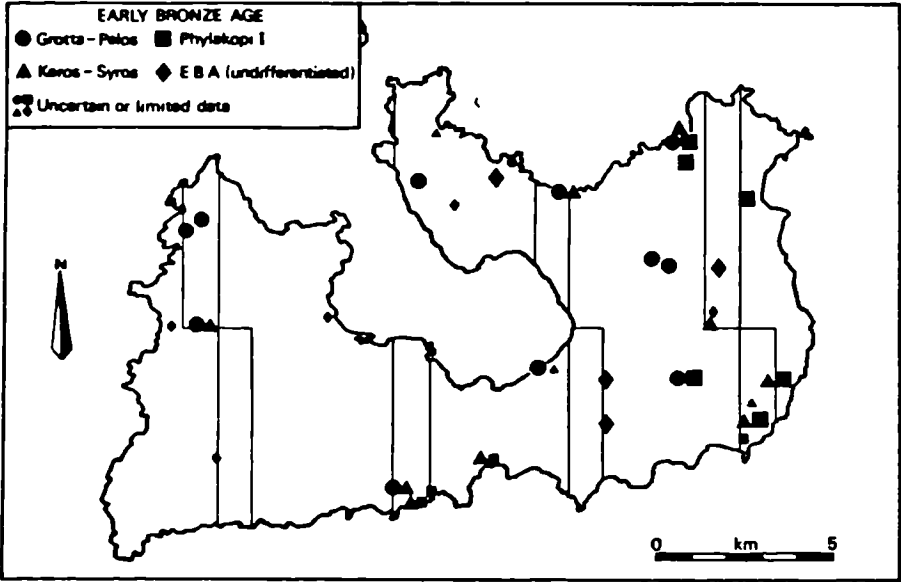 EARLY BRONZE AGE
Grotta-Pelos Phylakopi I
Keros-Syros E B A (undifferentiated)
Uncertain or limited data
N
0 km 5